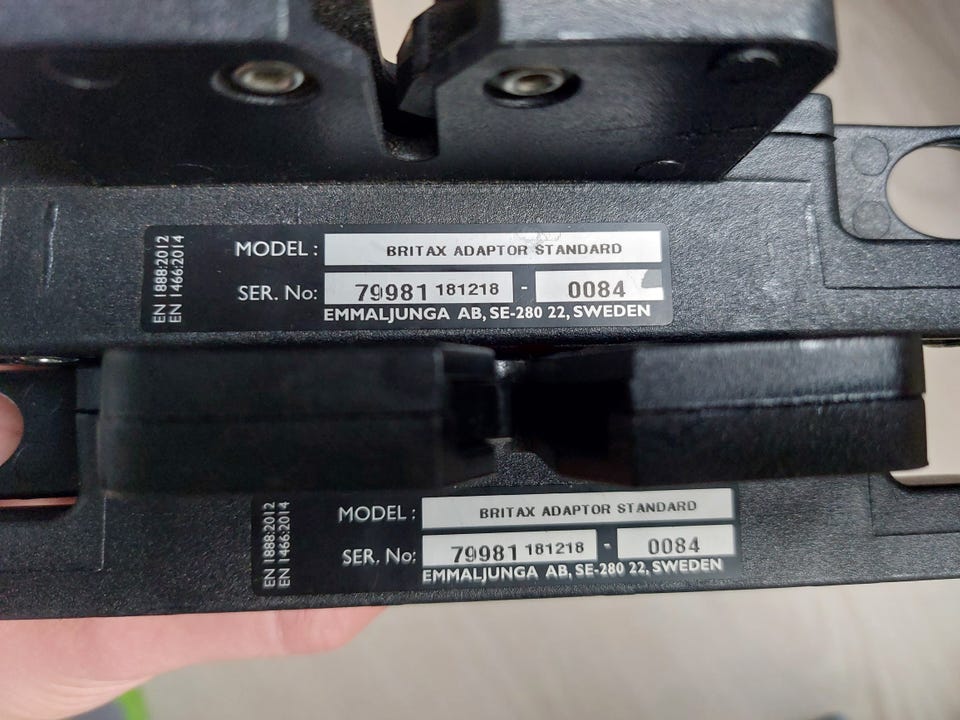 EN 1888:2012
EN 1466:2014
MODEL : BRITAX ADAPTOR STANDARD
SER. No: 79981 181218 - 0084
EMMALJUNGA AB, SE-280 22, SWEDEN
EN 1888:2012
EN 1466:2014
MODEL : BRITAX ADAPTOR STANDARD
SER. No: 79981 181218 - 0084
EMMALJUNGA AB, SE-280 22, SWEDEN